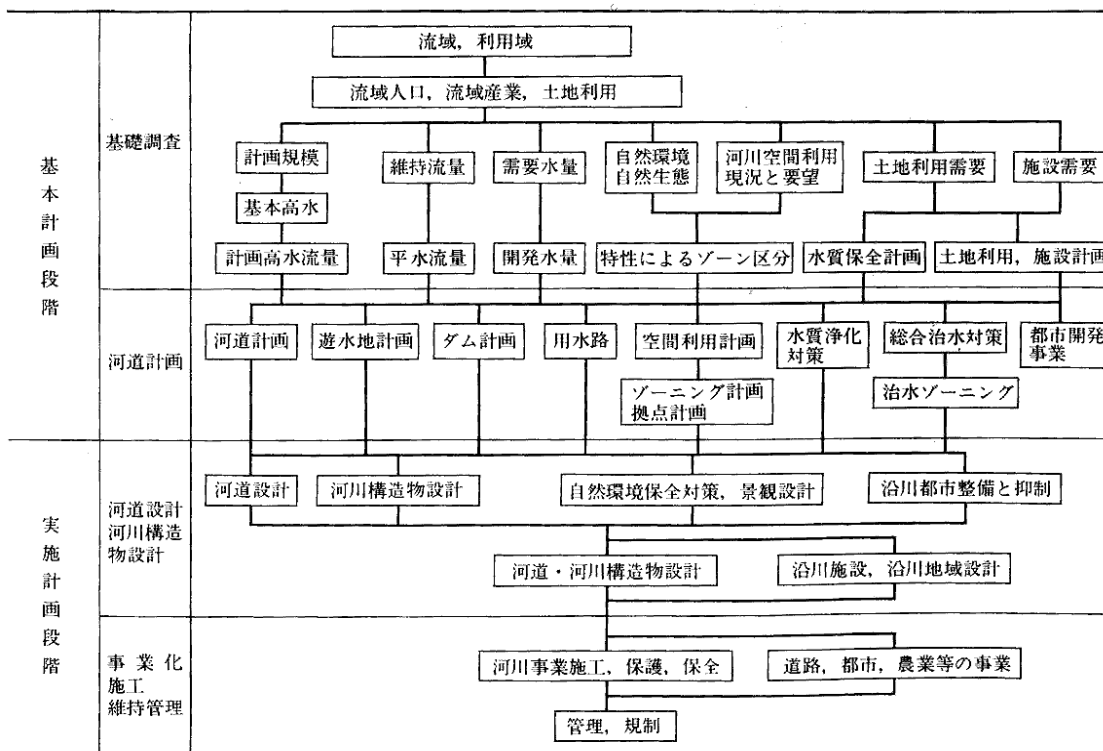 基本計画段階
基礎調査
流域，利用域
流域人口，流域産業，土地利用
計画規模
維持流量
需要水量
自然環境
自然生態
河川空間利用
現況と要望
土地利用需要
施設需要
基本高水
計画高水流量
平水流量
開発水量
特性によるゾーン区分
水質保全計画
土地利用，施設計画
河道計画
河道計画
遊水地計画
ダム計画
用水路
空間利用計画
水質浄化
対策
総合治水対策
都市開発
事業
ゾーニング計画
拠点計画
治水ゾーニング
実施計画段階
河道設計
河川構造
物設計
河道設計
河川構造物設計
自然環境保全対策，景観設計
沿川都市整備と抑制
河道・河川構造物設計
沿川施設，沿川地域設計
事業化
施工
維持管理
河川事業施工，保護，保全
道路，都市，農業等の事業
管理，規制